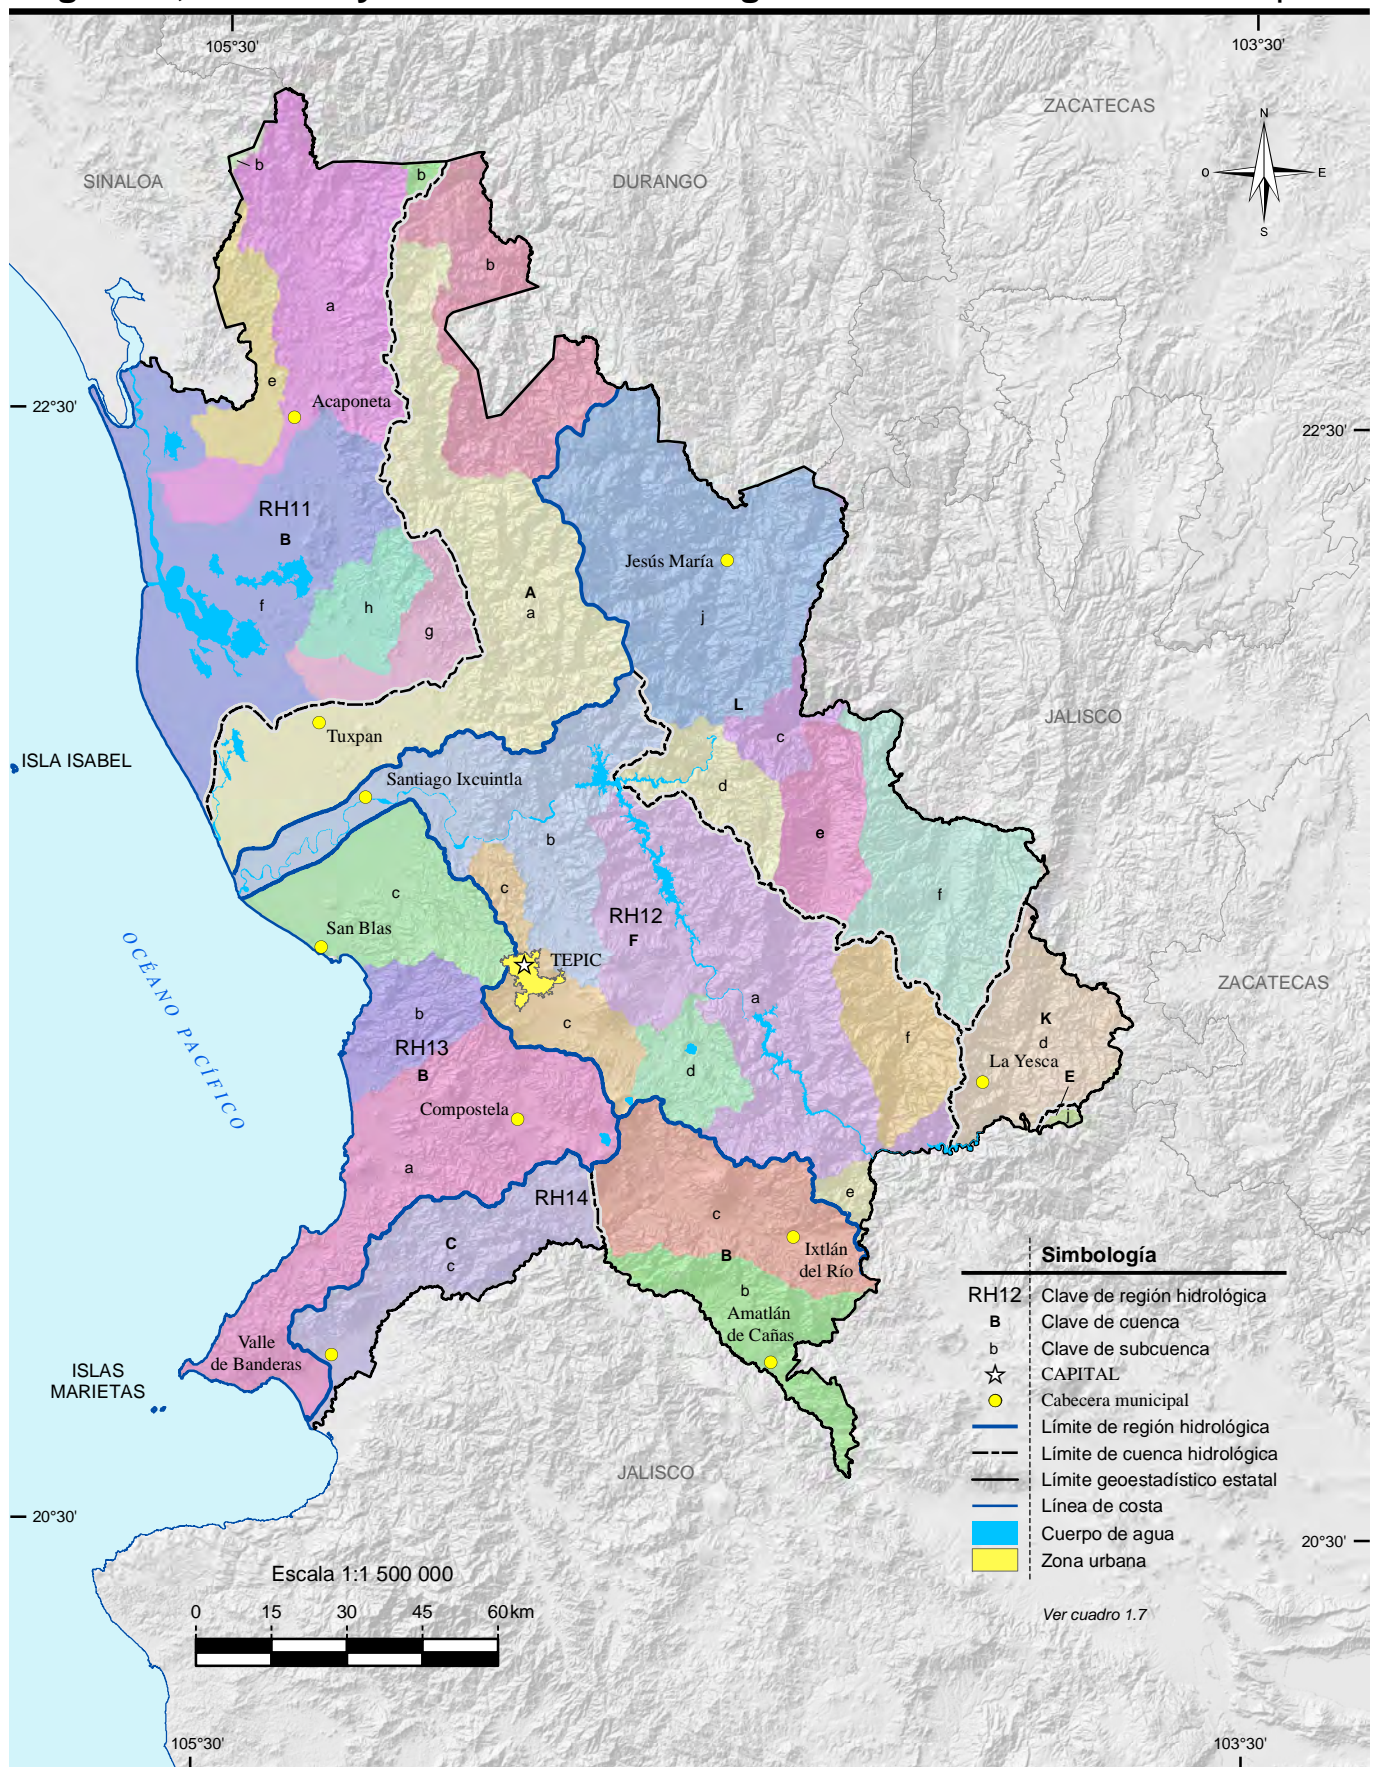 105°30'
103°30'
ZACATECAS
N
O
E
S
SINALOA
DURANGO
b
b
b
a
e
Acaponeta
22°30'
22°30'
RH11
B
Jesús María
A
a
f
h
g
j
L
JALISCO
Tuxpan
c
ISLA ISABEL
Santiago Ixcuintla
d
b
e
c
c
f
San Blas
RH12
F
OCÉANO PACÍFICO
TEPIC
ZACATECAS
a
b
c
K
d
RH13
f
B
La Yesca
d
E
Compostela
j
a
RH14
e
c
C
c
B
Ixtlán
del Río
b
Amatlán
de Cañas
Valle
de Banderas
ISLAS
MARIETAS
JALISCO
Simbología
RH12 Clave de región hidrológica
B Clave de cuenca
b Clave de subcuenca
CAPITAL
Cabecera municipal
Límite de región hidrológica
Límite de cuenca hidrológica
Límite geoestadístico estatal
Línea de costa
Cuerpo de agua
Zona urbana
Ver cuadro 1.7
20°30'
20°30'
Escala 1:1 500 000
0 15 30 45 60 km
105°30'
103°30'